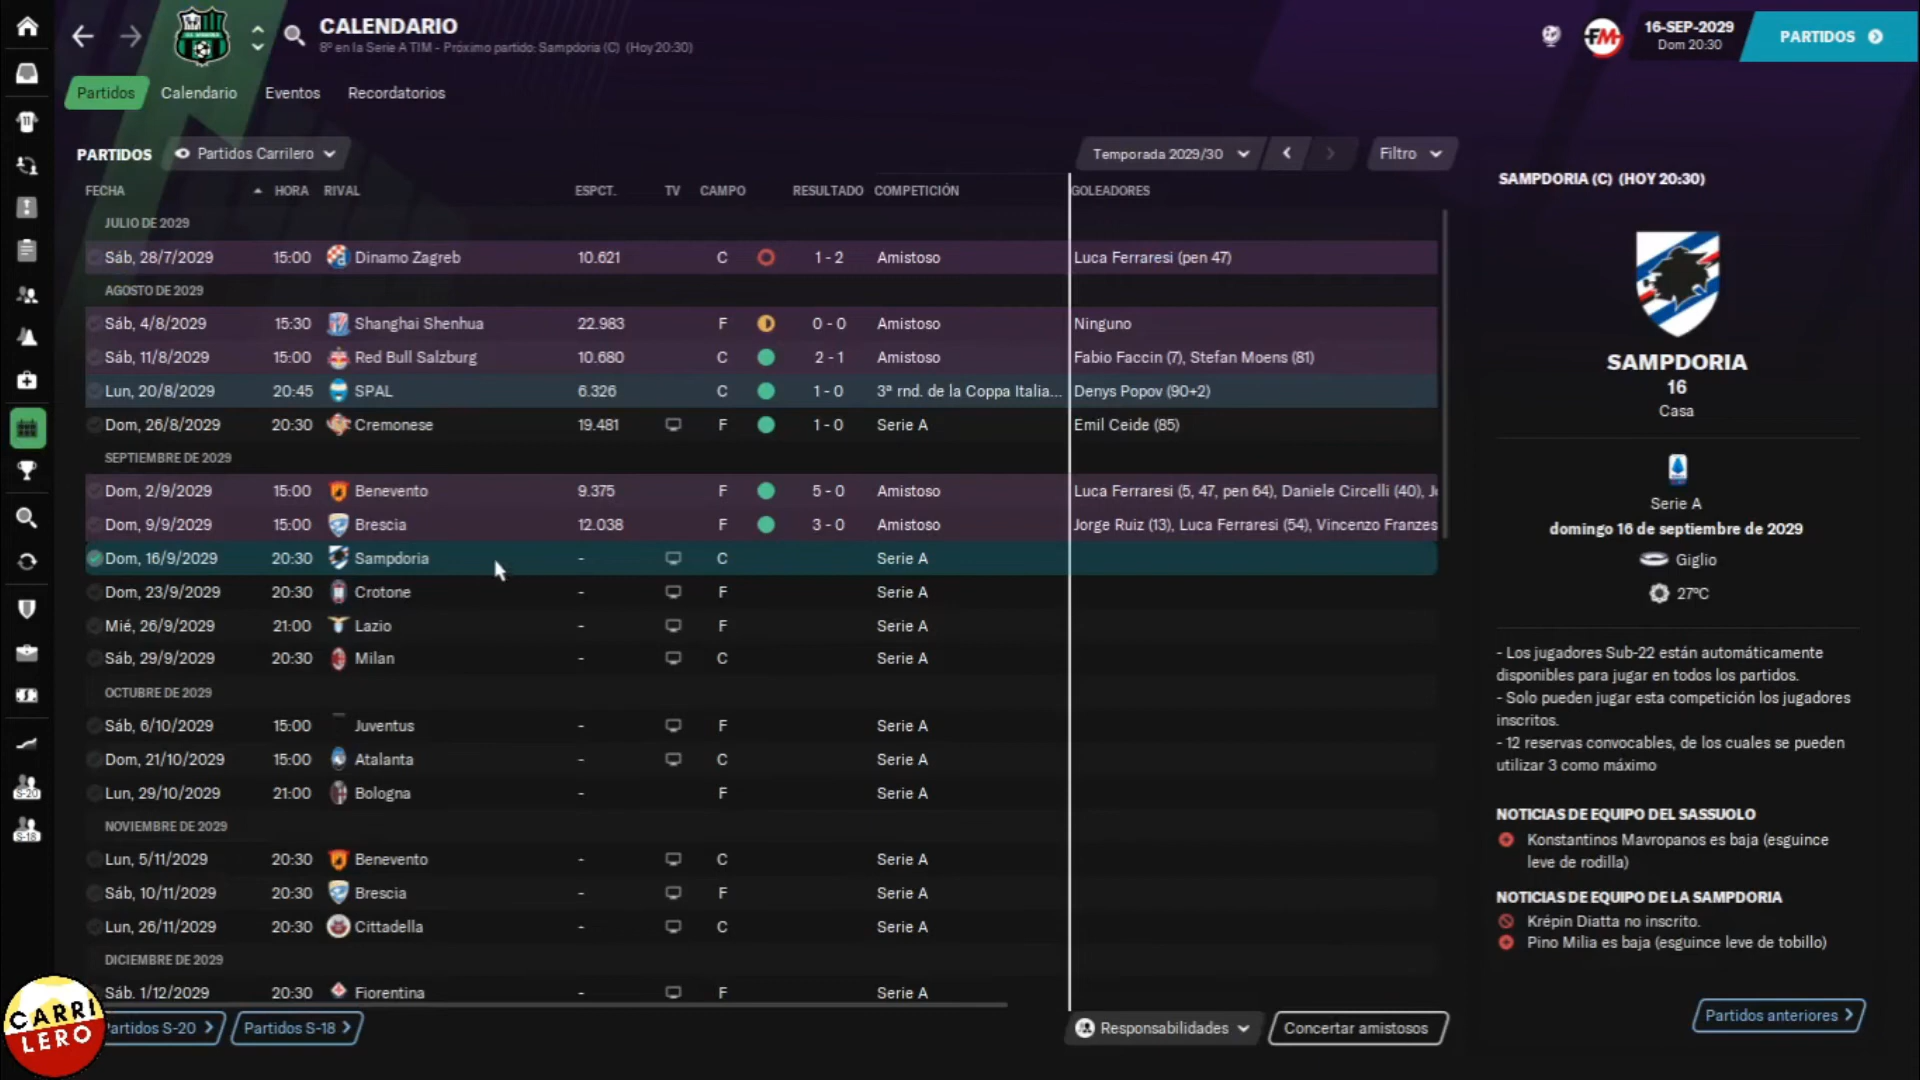 CALENDARIO
8º en la Serie A TIM - Próximo partido: Sampdoria (C) (Hoy 20:30)
FM
16-SEP-2029
Dom 20:30
PARTIDOS
Partidos
Calendario
Eventos
Recordatorios
PARTIDOS
Partidos Carrilero
Temporada 2029/30
Filtro
FECHA HORA RIVAL ESPCT. TV CAMPO RESULTADO COMPETICIÓN GOLEADORES
JULIO DE 2029
Sáb, 28/7/2029 15:00 Dinamo Zagreb 10.621 C 1 - 2 Amistoso Luca Ferraresi (pen 47)
AGOSTO DE 2029
Sáb, 4/8/2029 15:30 Shanghai Shenhua 22.983 F 0 - 0 Amistoso Ninguno
Sáb, 11/8/2029 15:00 Red Bull Salzburg 10.680 C 2 - 1 Amistoso Fabio Faccin (7), Stefan Moens (81)
Lun, 20/8/2029 20:45 SPAL 6.326 C 1 - 0 3ª rnd. de la Coppa Italia... Denys Popov (90+2)
Dom, 26/8/2029 20:30 Cremonese 19.481 F 1 - 0 Serie A Emil Ceide (85)
SEPTIEMBRE DE 2029
Dom, 2/9/2029 15:00 Benevento 9.375 F 5 - 0 Amistoso Luca Ferraresi (5, 47, pen 64), Daniele Circelli (40),
Dom, 9/9/2029 15:00 Brescia 12.038 F 3 - 0 Amistoso Jorge Ruiz (13), Luca Ferraresi (54), Vincenzo Franzes
Dom, 16/9/2029 20:30 Sampdoria - C Serie A
Dom, 23/9/2029 20:30 Crotone - F Serie A
Mié, 26/9/2029 21:00 Lazio - F Serie A
Sáb, 29/9/2029 20:30 Milan - C Serie A
OCTUBRE DE 2029
Sáb, 6/10/2029 15:00 Juventus - F Serie A
Dom, 21/10/2029 15:00 Atalanta - C Serie A
Lun, 29/10/2029 21:00 Bologna - F Serie A
NOVIEMBRE DE 2029
Lun, 5/11/2029 20:30 Benevento - C Serie A
Sáb, 10/11/2029 20:30 Brescia - F Serie A
Lun, 26/11/2029 20:30 Cittadella - C Serie A
DICIEMBRE DE 2029
Sáb. 1/12/2029 20:30 Fiorentina - F Serie A
S-20
S-18
CARRI
LERO
artidos S-20
Partidos S-18
Responsabilidades
Concertar amistosos
SAMPDORIA (C) (HOY 20:30)
SAMPDORIA
16
Casa
Serie A
domingo 16 de septiembre de 2029
Giglio
27ºC
- Los jugadores Sub-22 están automáticamente
disponibles para jugar en todos los partidos.
- Solo pueden jugar esta competición los jugadores
inscritos.
- 12 reservas convocables, de los cuales se pueden
utilizar 3 como máximo
NOTICIAS DE EQUIPO DEL SASSUOLO
Konstantinos Mavropanos es baja (esguince
leve de rodilla)
NOTICIAS DE EQUIPO DE LA SAMPDORIA
Krépin Diatta no inscrito.
Pino Milia es baja (esguince leve de tobillo)
Partidos anteriores